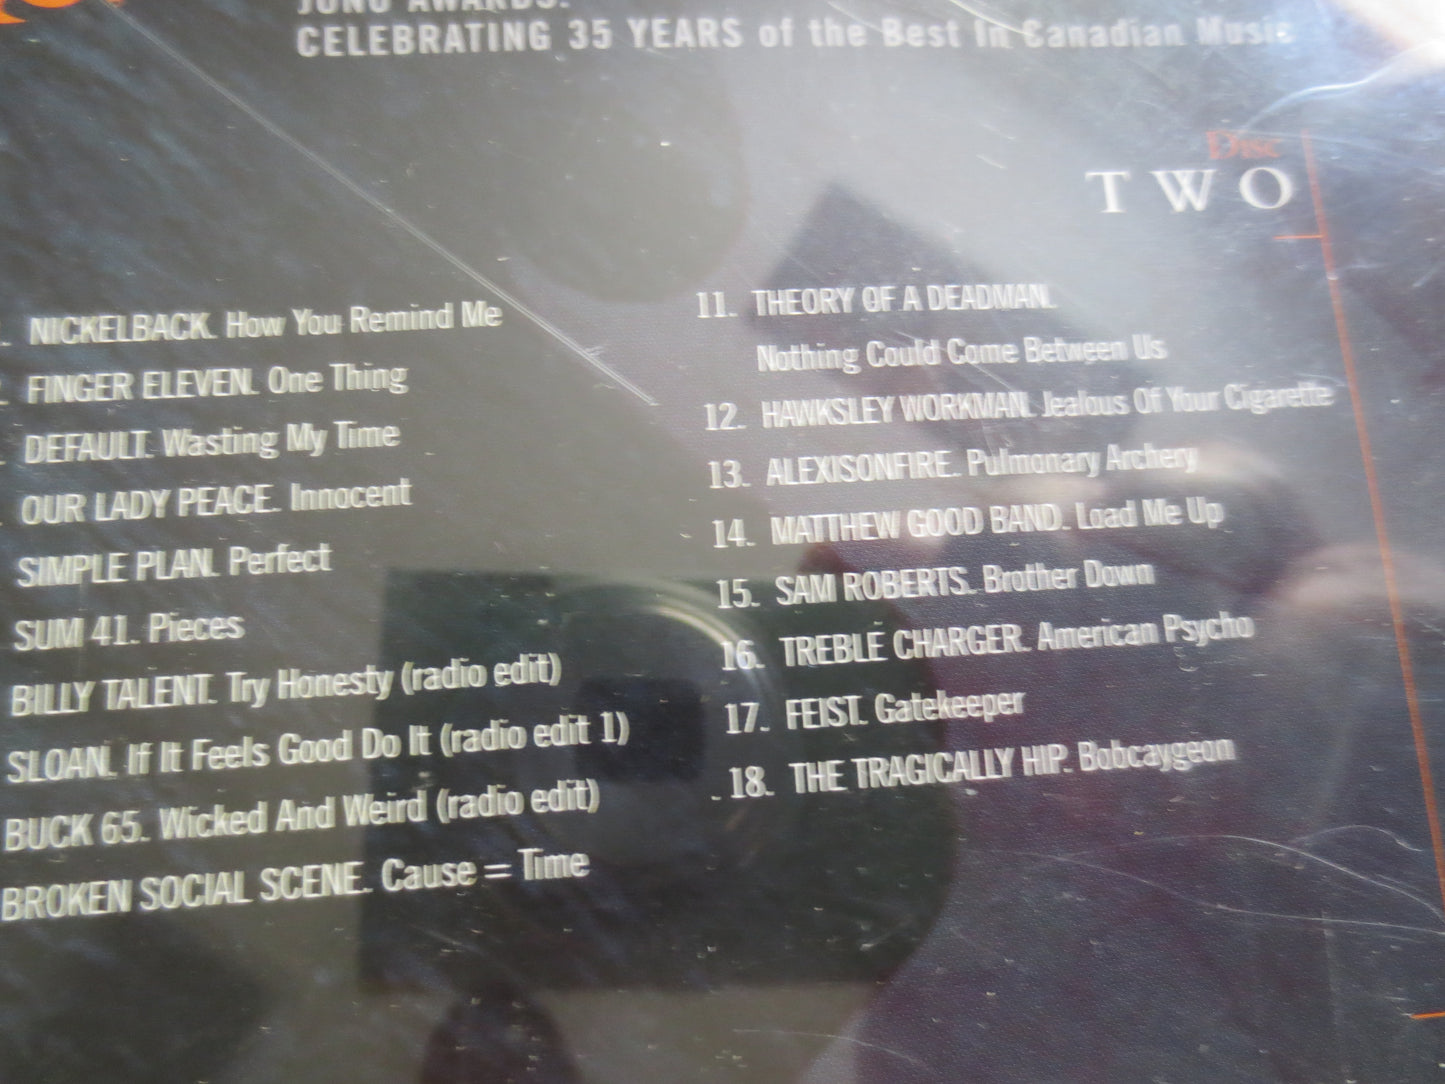 JUNO AWARDS.
CELEBRATING 35 YEARS of the Best In Canadian Music
Disc
TWO
NICKELBACK. How You Remind Me
FINGER ELEVEN. One Thing
DEFAULT. Wasting My Time
OUR LADY PEACE. Innocent
SIMPLE PLAN. Perfect
SUM 41. Pieces
BILLY TALENT. Try Honesty (radio edit)
SLOAN. If It Feels Good Do It (radio edit 1)
BUCK 65. Wicked And Weird (radio edit)
BROKEN SOCIAL SCENE. Cause = Time
11. THEORY OF A DEADMAN.
Nothing Could Come Between Us
12. HAWKSLEY WORKMAN. Jealous Of Your Cigarette
13. ALEXISONFIRE. Pulmonary Archery
14. MATTHEW GOOD BAND. Load Me Up
15. SAM ROBERTS. Brother Down
16. TREBLE CHARGER. American Psycho
17. FEIST. Gatekeeper
18. THE TRAGICALLY HIP. Bobcaygeon